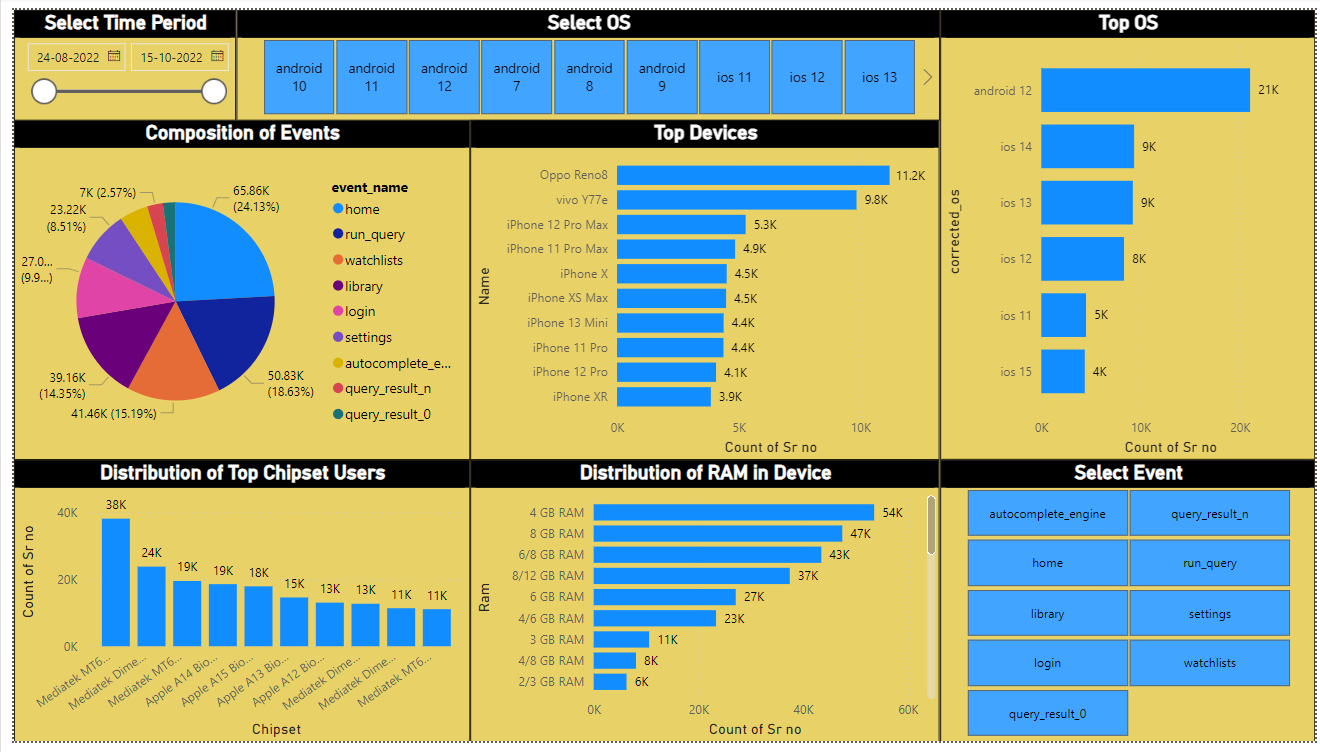 Select Time Period
24-08-2022
15-10-2022
Select OS
android
10
android
11
android
12
android
7
android
8
android
9
ios 11
ios 12
ios 13
Top OS
corrected_os
android 12
21K
ios 14
9K
ios 13
9K
ios 12
8K
ios 11
5K
ios 15
4K
0K
10K
20K
Count of Sr no
Composition of Events
65.86K
(24.13%)
50.83K
(18.63%)
41.46K (15.19%)
39.16K
(14.35%)
27.0...
(9.9...)
23.22K
(8.51%)
7K (2.57%)
event_name
home
run_query
watchlists
library
login
settings
autocomplete_e...
query_result_n
query_result_0
Top Devices
Name
Oppo Reno8
11.2K
vivo Y77e
9.8K
iPhone 12 Pro Max
5.3K
iPhone 11 Pro Max
4.9K
iPhone X
4.5K
iPhone XS Max
4.5K
iPhone 13 Mini
4.4K
iPhone 11 Pro
4.4K
iPhone 12 Pro
4.1K
iPhone XR
3.9K
0K
5K
10K
Count of Sr no
Distribution of Top Chipset Users
Count of Sr no
40K
20K
0K
38K
24K
19K
19K
18K
15K
13K
13K
11K
11K
Mediatek MT6...
Mediatek Dime...
Mediatek MT6...
Apple A14 Bio...
Apple A15 Bio...
Apple A13 Bio...
Apple A12 Bio...
Mediatek Dime...
Mediatek Dime...
Mediatek MT6...
Chipset
Distribution of RAM in Device
Ram
4 GB RAM
54K
8 GB RAM
47K
6/8 GB RAM
43K
8/12 GB RAM
37K
6 GB RAM
27K
4/6 GB RAM
23K
3 GB RAM
11K
4/8 GB RAM
8K
2/3 GB RAM
6K
0K
20K
40K
60K
Count of Sr no
Select Event
autocomplete_engine
query_result_n
home
run_query
library
settings
login
watchlists
query_result_0